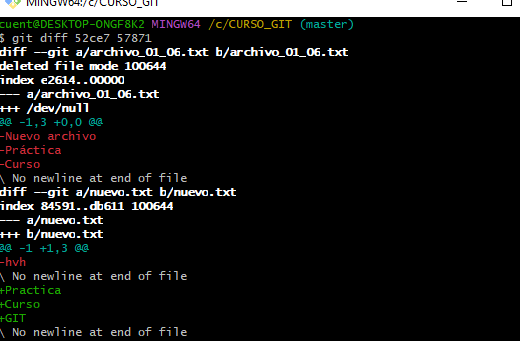 MINGW64:/c/CURSO_GIT
cuent@DESKTOP-ONGF8K2 MINGW64 /c/CURSO_GIT (master)
$ git diff 52ce7 57871
diff --git a/archivo_01_06.txt b/archivo_01_06.txt
deleted file mode 100644
index e2614..00000
--- a/archivo_01_06.txt
+++ /dev/null
@@ -1,3 +0,0 @@
-Nuevo archivo
-Práctica
-Curso
\ No newline at end of file
diff --git a/nuevo.txt b/nuevo.txt
index 84591..db611 100644
--- a/nuevo.txt
+++ b/nuevo.txt
@@ -1 +1,3 @@
-hvh
\ No newline at end of file
+Practica
+Curso
+GIT
\ No newline at end of file